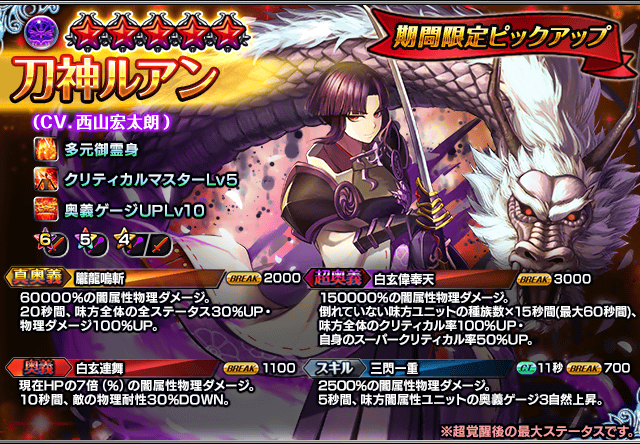 期間限定ピックアップ
刀神ルアン
(CV.西山宏太朗)
多元御霊身
クリティカルマスターLv5
奥義ゲージUPLv10
6 5 4
真奥義 朧龍鳴斬 BREAK 2000
60000%の闇属性物理ダメージ。
20秒間、味方全体の全ステータス30%UP・
物理ダメージ100%UP。
超奥義 白玄偉奉天 BREAK 3000
150000%の闇属性物理ダメージ。
倒れていない味方ユニットの種族数×15秒間(最大60秒間)、
味方全体のクリティカル率100%UP・
自身のスーパークリティカル率50%UP。
奥義 白玄連舞 BREAK 1100
現在HPの7倍(%)の闇属性物理ダメージ。
10秒間、敵の物理耐性30%DOWN。
スキル 三閃一重 CT 11秒 BREAK 700
2500%の闇属性物理ダメージ。
5秒間、味方闇属性ユニットの奥義ゲージ3自然上昇。
※超覚醒後の最大ステータスです。